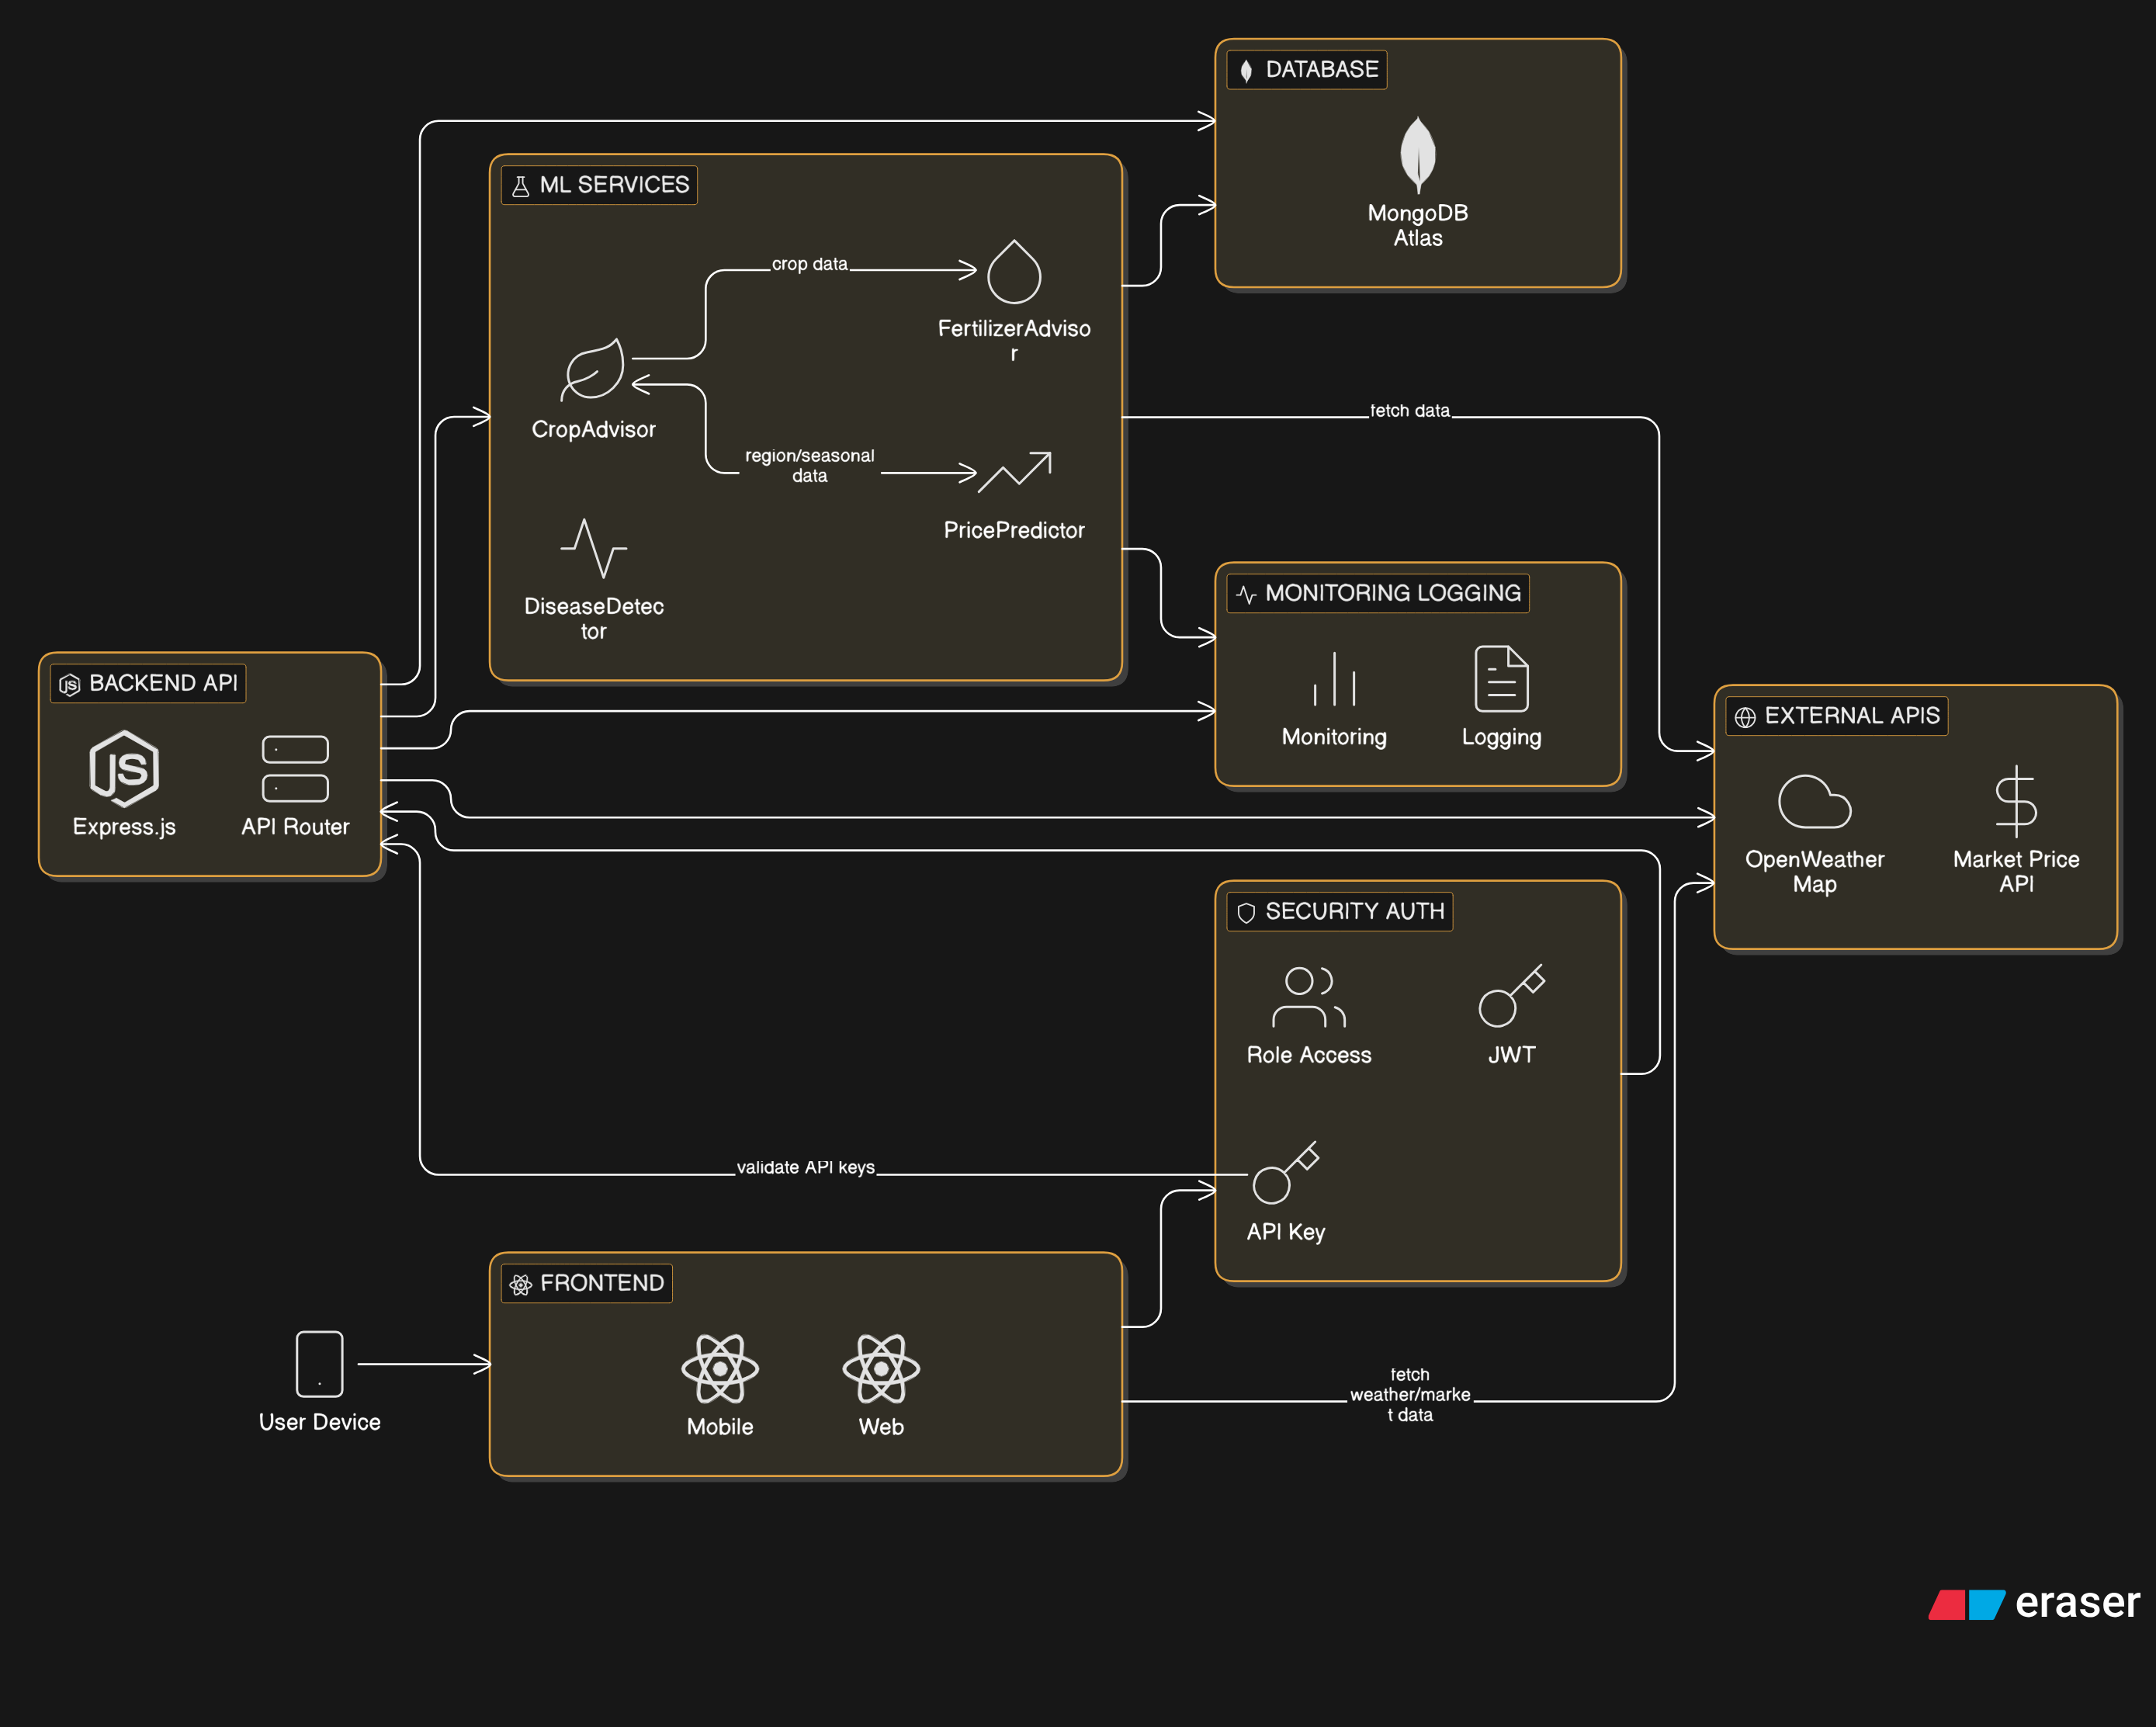 DATABASE
MongoDB
Atlas
ML SERVICES
crop data
FertilizerAdviso
r
CropAdvisor
region/seasonal
data
PricePredictor
DiseaseDetec
tor
fetch data
MONITORING LOGGING
Monitoring
Logging
BACKEND API
JS
Express.js
API Router
EXTERNAL APIS
OpenWeather
Map
Market Price
API
SECURITY AUTH
Role Access
JWT
validate API keys
API Key
FRONTEND
Mobile
Web
User Device
fetch
weather/marke
t data
eraser